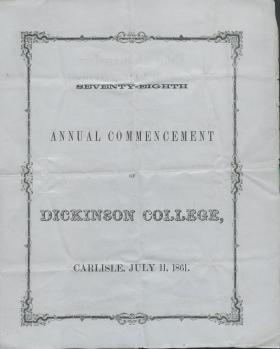 SEVENTY-EIGHTH
ANNUAL COMMENCEMENT
OF
DICKINSON COLLEGE,
CARLISLE, JULY 11, 1861.